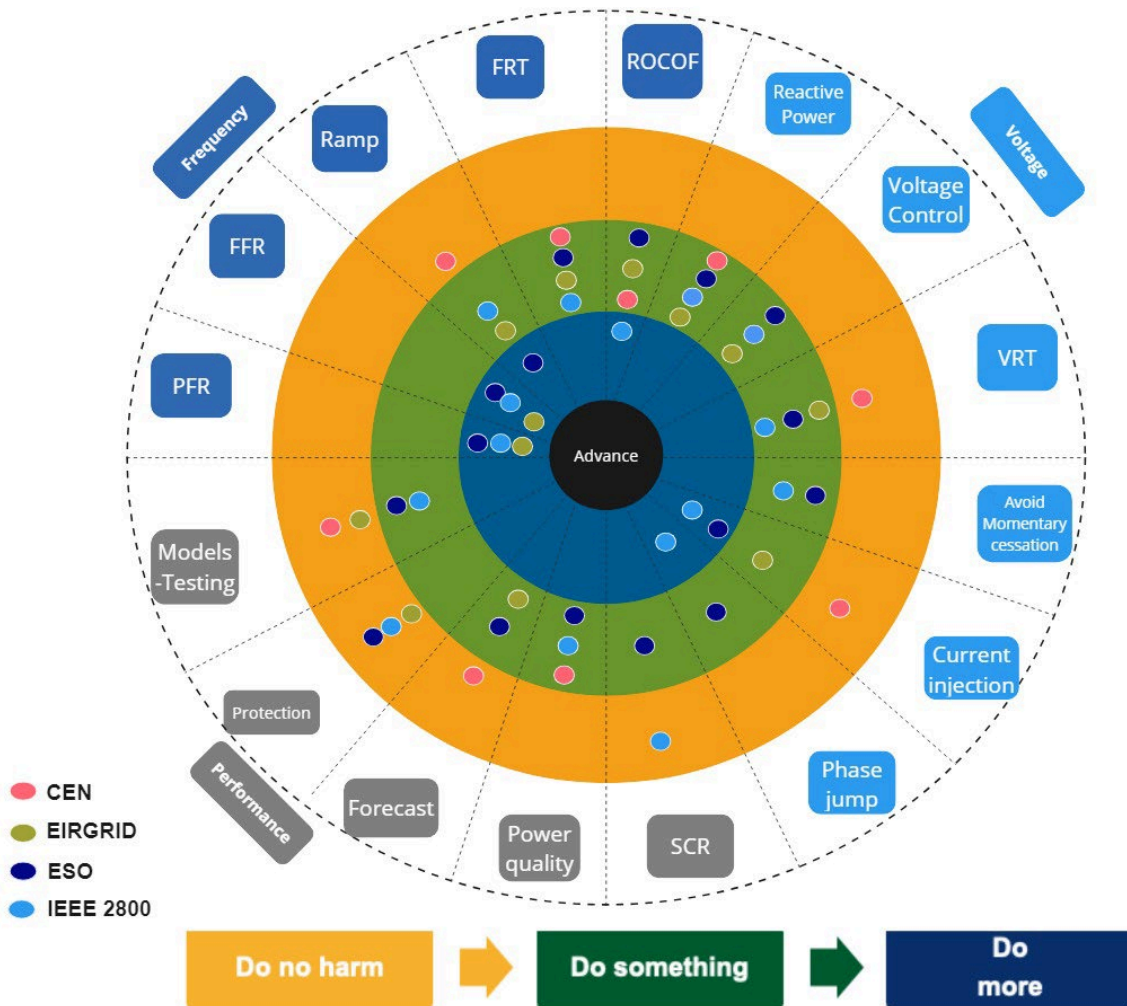 FRT
ROCOF
Reactive
Power
Frequency
Ramp
Voltage
Voltage
Control
FFR
VRT
PFR
Advance
Avoid
Momentary
cessation
Models
-Testing
Current
injection
Protection
Performance
Phase
jump
Forecast
Power
quality
SCR
CEN
EIRGRID
ESO
IEEE 2800
Do no harm
Do something
Do
more